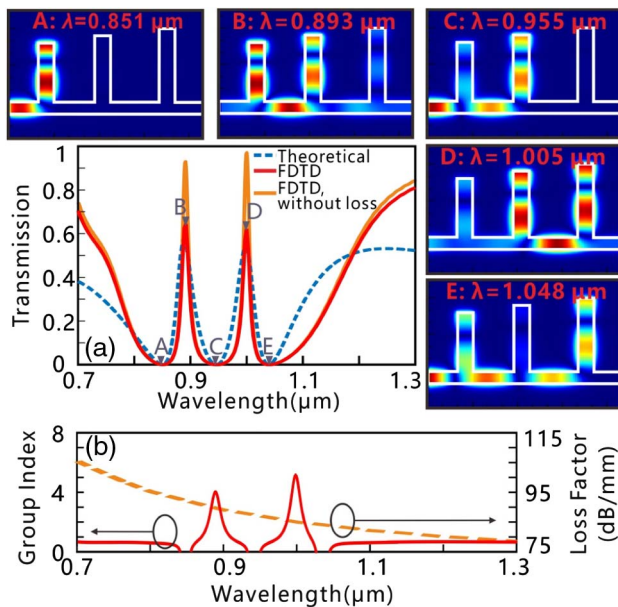 A: λ=0.851 μm
B: λ=0.893 μm
C: λ=0.955 μm
D: λ=1.005 μm
E: λ=1.048 μm
Transmission
1
0.8
0.6
0.4
0.2
0
Theoretical
FDTD
FDTD,
without loss
B
D
A
C
E
(a)
0.7
0.9
1.1
1.3
Wavelength(μm)
(b)
Group Index
8
6
4
2
0
115
95
85
75
Loss Factor
(dB/mm)
0.7
0.9
1.1
1.3
Wavelength(μm)